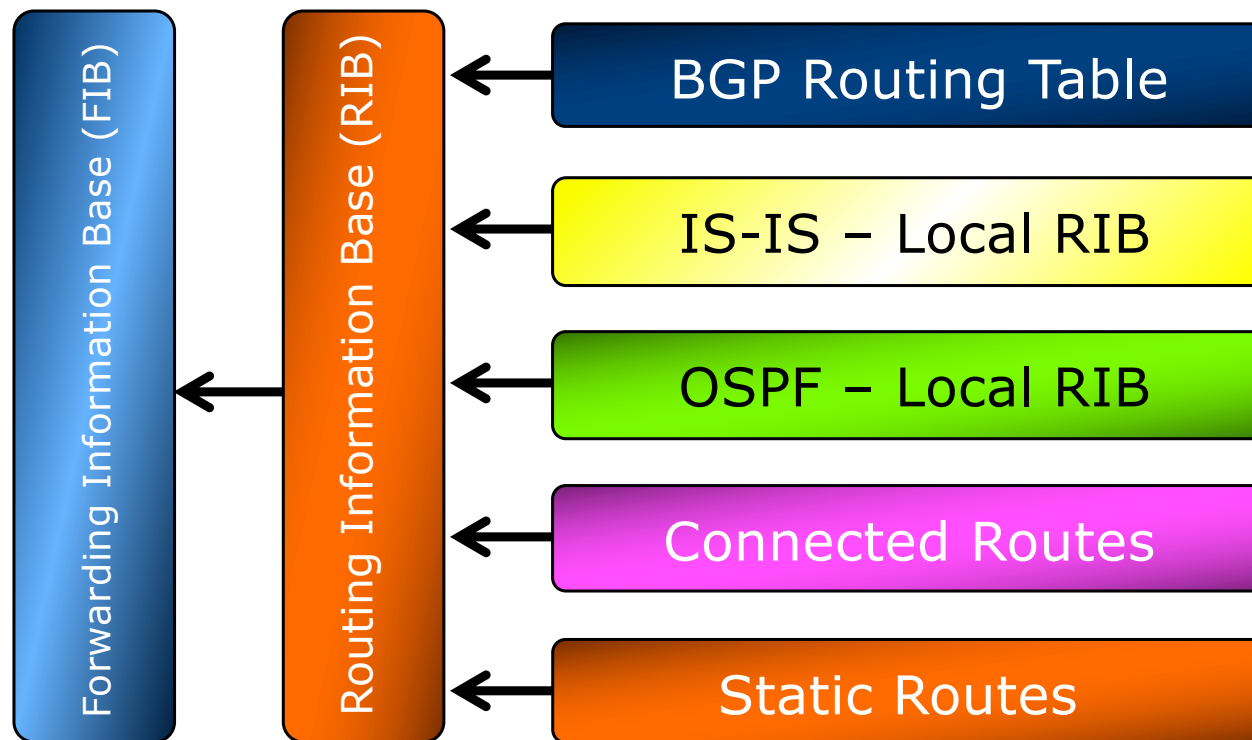 Forwarding Information Base (FIB)
Routing Information Base (RIB)
BGP Routing Table
IS-IS – Local RIB
OSPF – Local RIB
Connected Routes
Static Routes